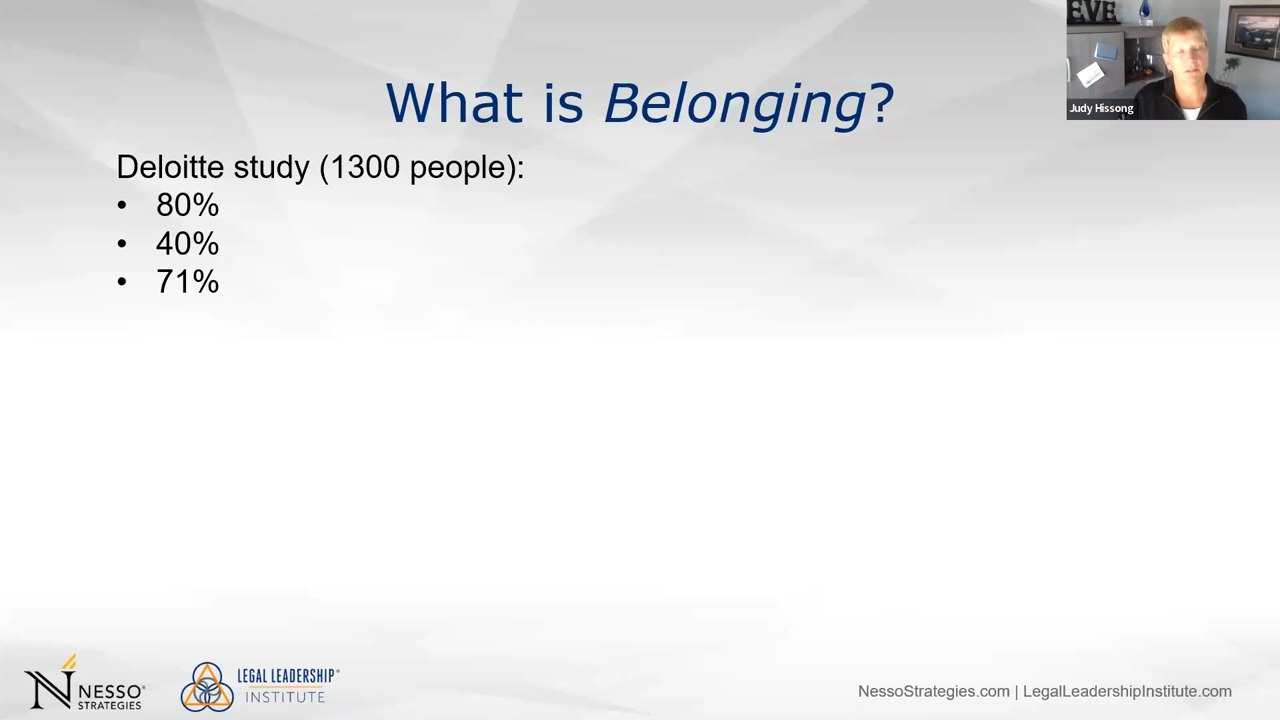 EVE
Judy Hissong
What is Belonging?
Deloitte study (1300 people):
• 80%
• 40%
• 71%
NESSO®
STRATEGIES
LEGAL LEADERSHIP®
INSTITUTE
NessoStrategies.com | LegalLeadershipInstitute.com